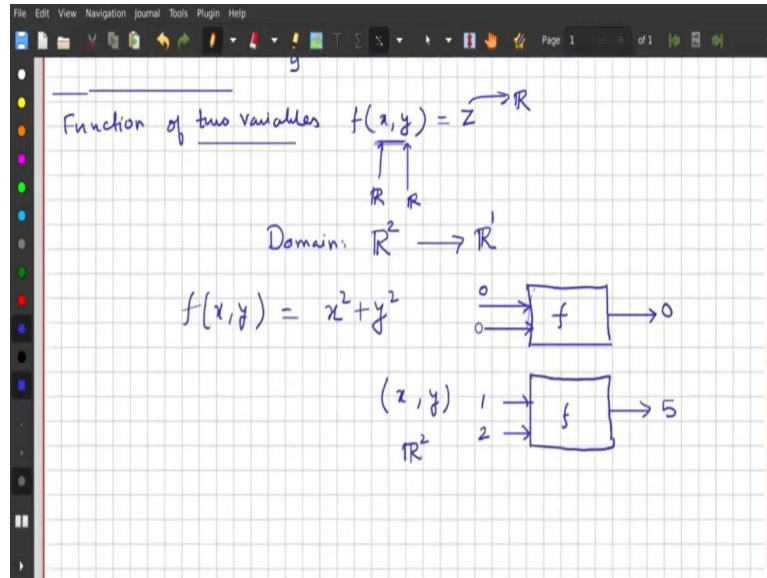 File Edit View Navigation Journal Tools Plugin Help
Page 1 of 1
y
Function of two variables f(x,y) = Z → R
R R
Domain: R² → R¹
f(x,y) = x²+y²
0
0
f → 0
(x,y) 1
2
f → 5
R²